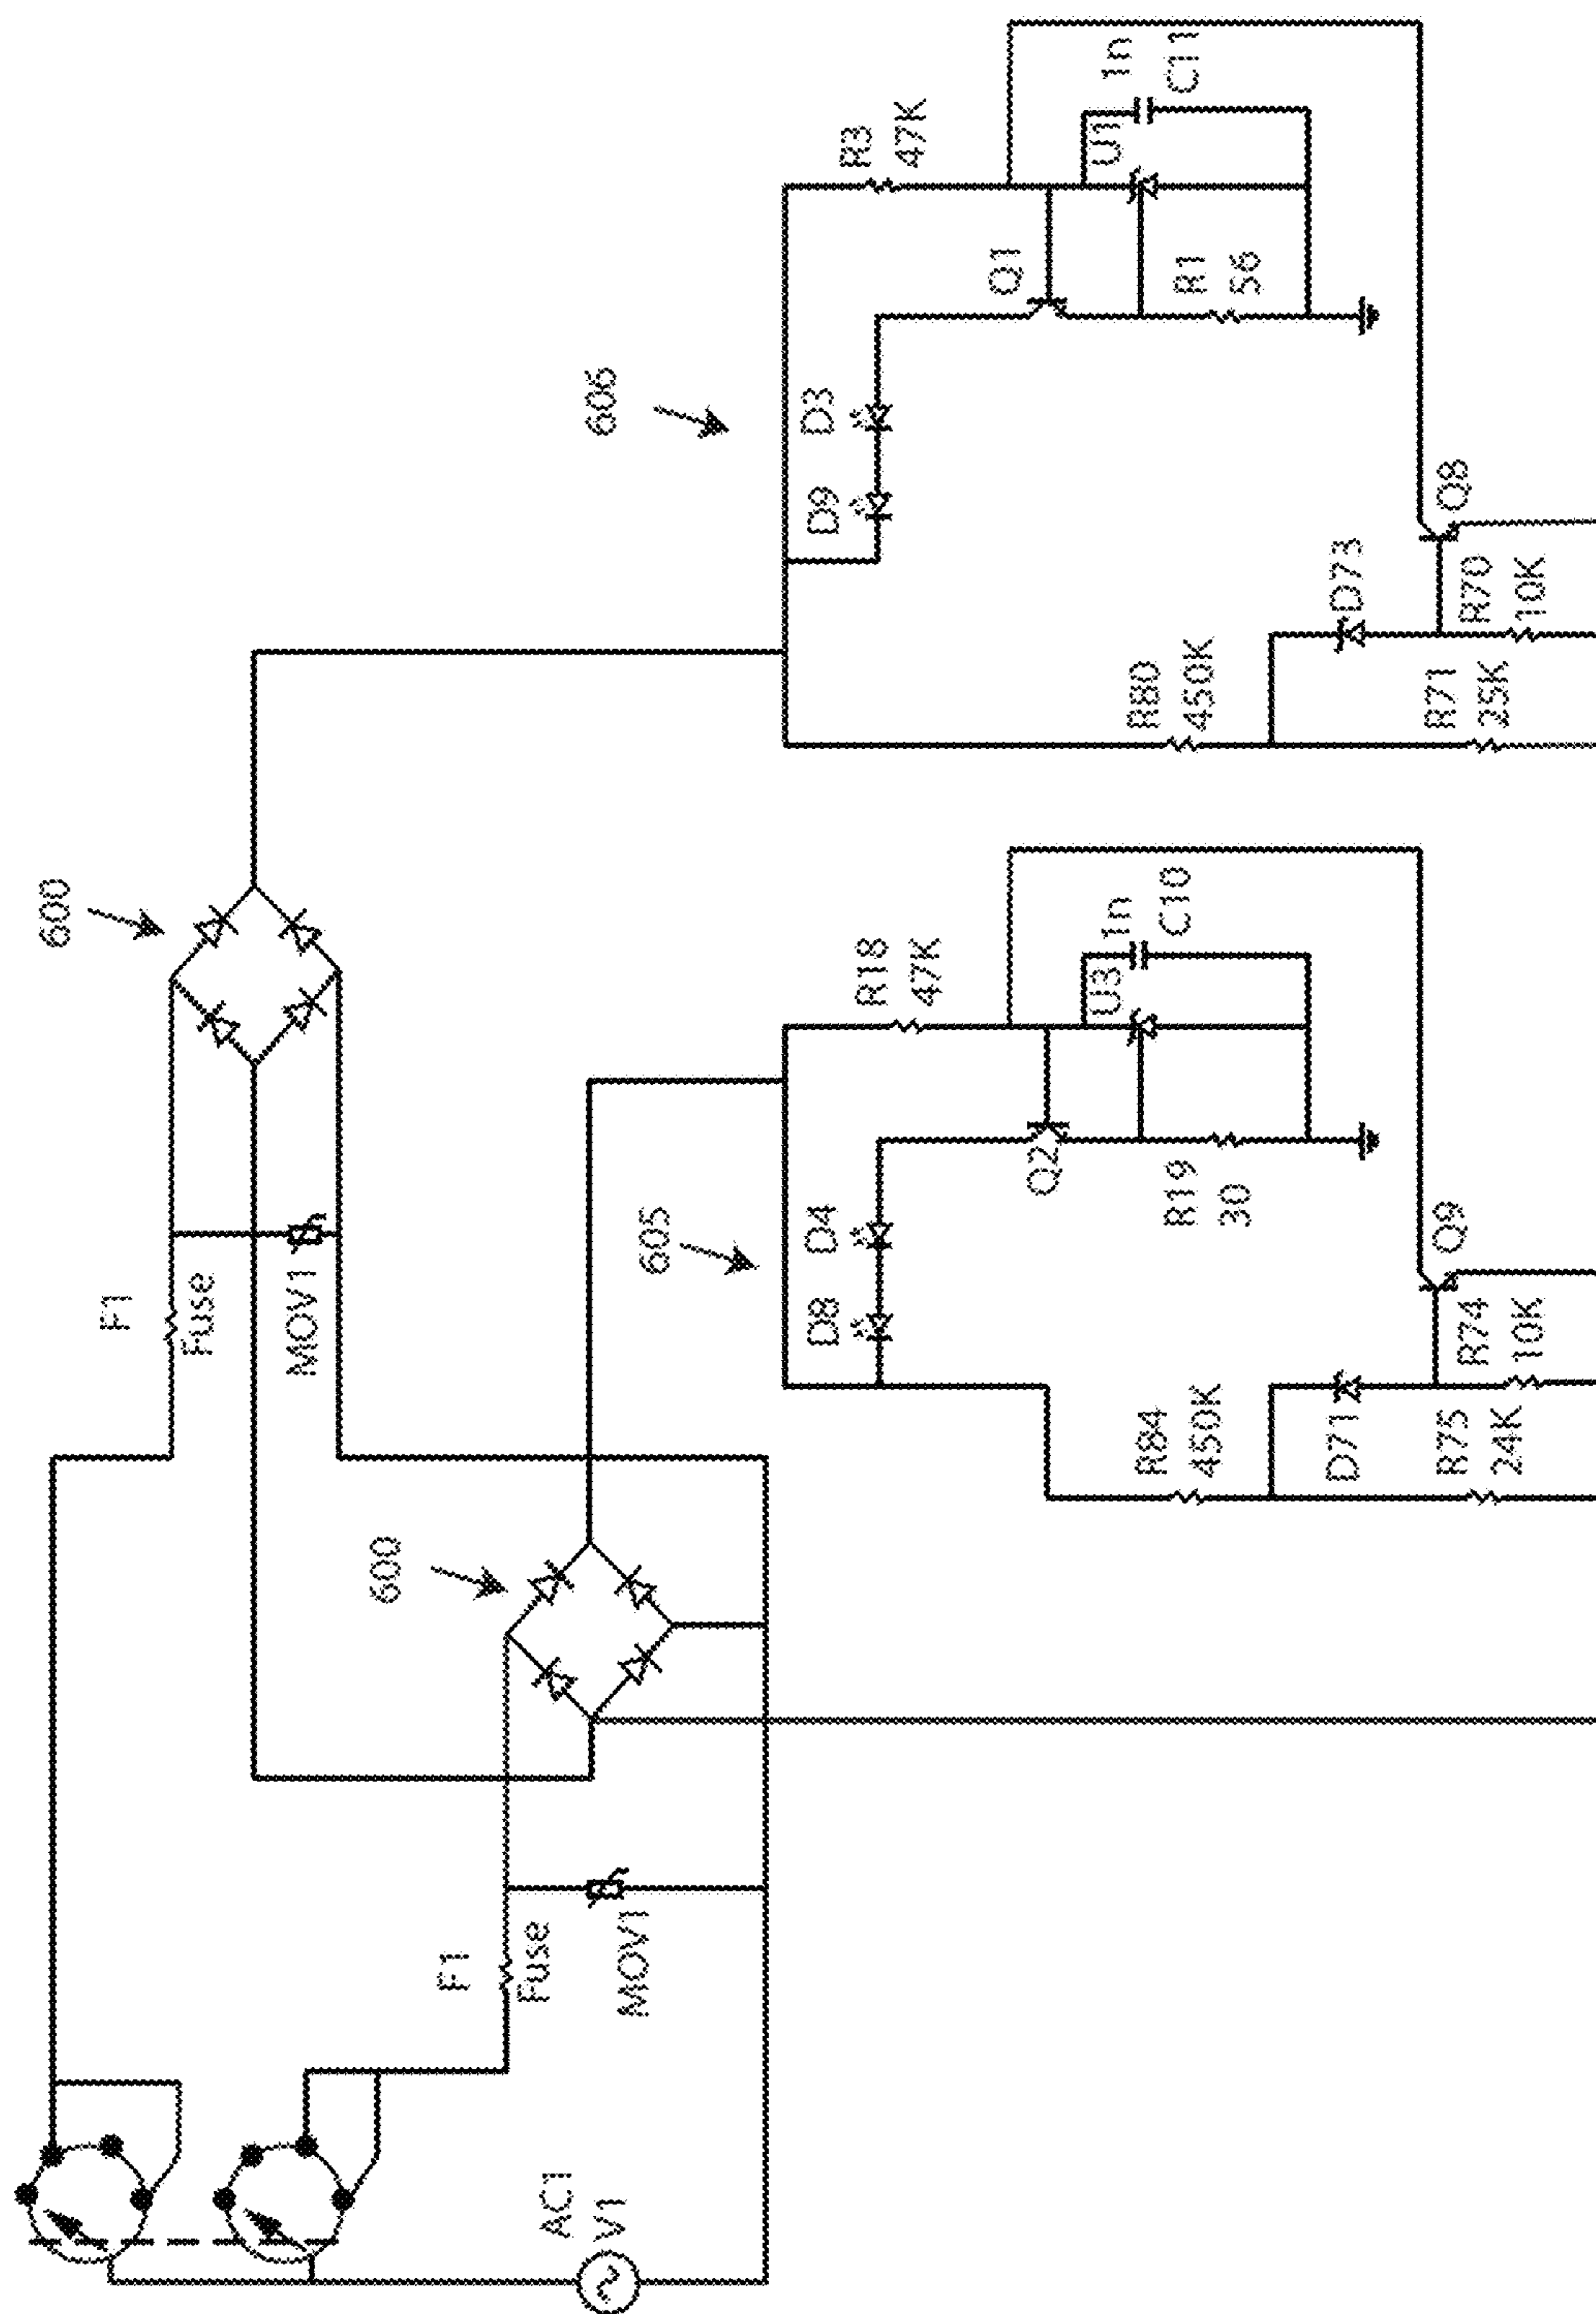 AC1
V1
F1
Fuse
MOV1
600
F1
Fuse
MOV1
600
605
D8
D4
Q2
R18
47K
U3
1n
C10
R19
30
R84
450K
D71
R75
24K
R74
10K
Q9
606
D9
D3
Q1
R3
47K
U1
1n
C11
R1
56
R80
450K
D73
R71
25K
R70
10K
Q8